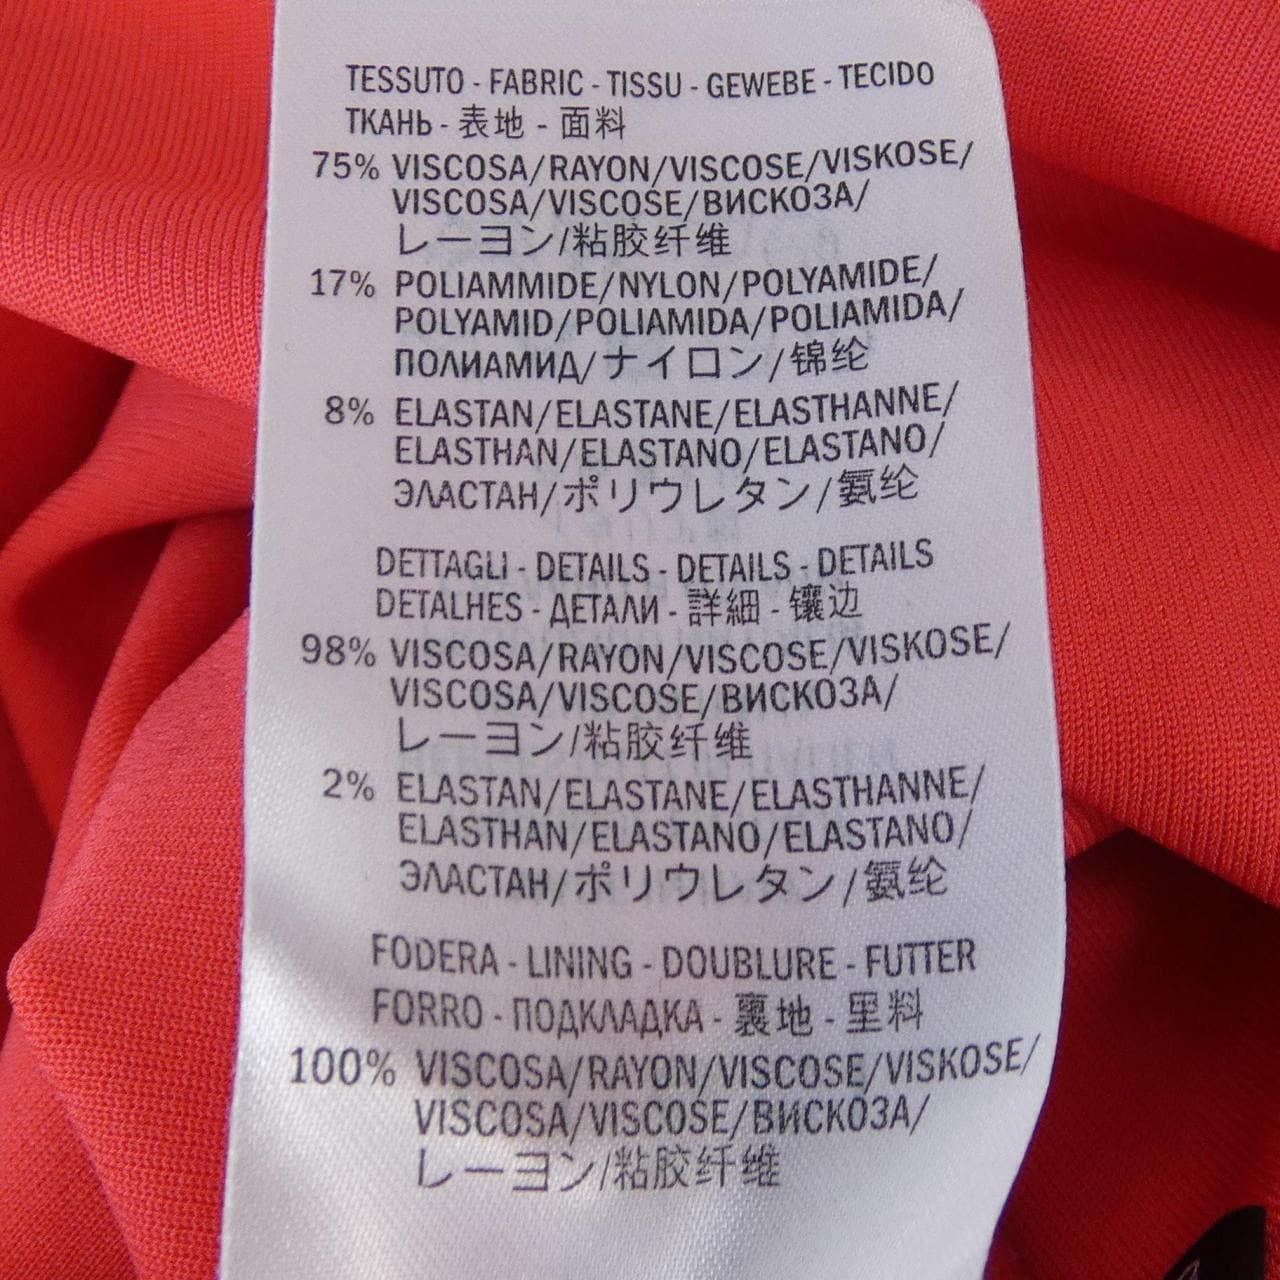 TESSUTO - FABRIC - TISSU - GEWEBE - TECIDO
ТКАНЬ - 表地 - 面料
75% VISCOSA/RAYON/VISCOSE/VISKOSE/
VISCOSA/VISCOSE/ВИСКОЗА/
レーヨン/粘胶纤维
17% POLIAMMIDE/NYLON/POLYAMIDE/
POLYAMID/POLIAMIDA/POLIAMIDA/
ПОЛИАМИД/ナイロン/锦纶
8% ELASTAN/ELASTANE/ELASTHANNE/
ELASTHAN/ELASTANO/ELASTANO/
ЭЛАСТАН/ポリウレタン/氨纶
DETTAGLI - DETAILS - DETAILS - DETAILS
DETALHES - ДЕТАЛИ - 詳細 - 镶边
98% VISCOSA/RAYON/VISCOSE/VISKOSE/
VISCOSA/VISCOSE/ВИСКОЗА/
レーヨン/粘胶纤维
2% ELASTAN/ELASTANE/ELASTHANNE/
ELASTHAN/ELASTANO/ELASTANO/
ЭЛАСТАН/ポリウレタン/氨纶
FODERA - LINING - DOUBLURE - FUTTER
FORRO - ПОДКЛАДКА - 裏地 - 里料
100% VISCOSA/RAYON/VISCOSE/VISKOSE/
VISCOSA/VISCOSE/ВИСКОЗА/
レーヨン/粘胶纤维